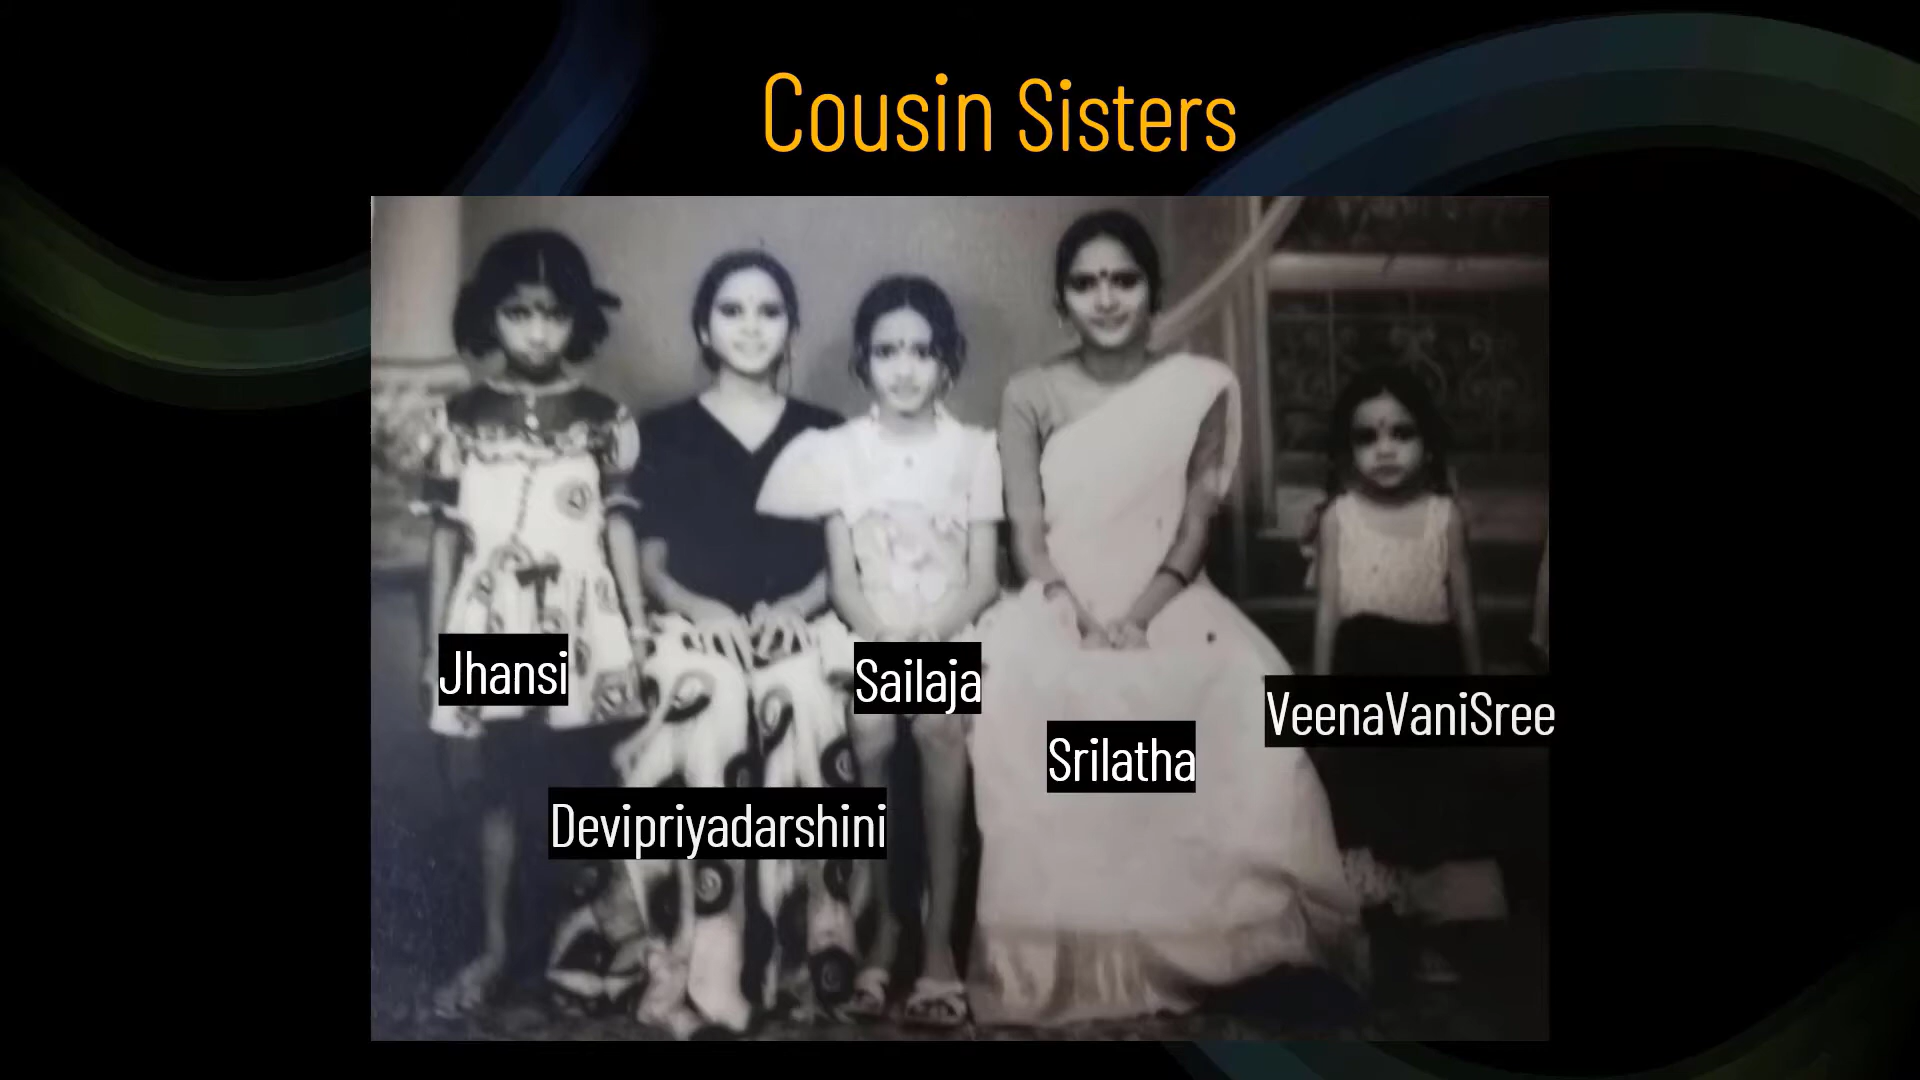 Cousin Sisters
Jhansi
Sailaja
VeenaVaniSree
Srilatha
Devipriyadarshini